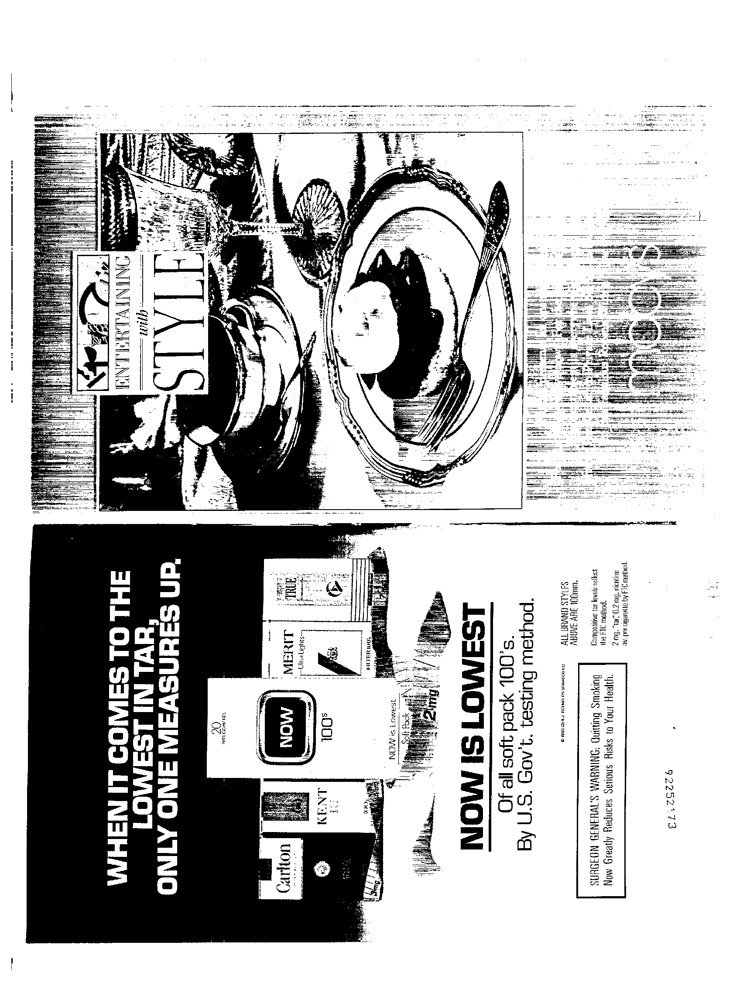 WHEN IT COMES TO THE
LOWEST IN TAR,
ONLY ONE MEASURES UP.
Carlton
KENT
20
NOW
100's
NOW is Lowest
Soft Pack
2mg
MERIT
Ultra Lights
FILTER
TRUE
NOW IS LOWEST
Of all soft pack 100's.
By U.S. Gov't. testing method.
ALL BRAND STYLES
ABOVE ARE 100mm.
Comparative tar levels reflect
the FTC method.
2 mg. "tar," 0.2 mg. nicotine
av. per cigarette by FTC method.
SURGEON GENERAL'S WARNING: Quitting Smoking
Now Greatly Reduces Serious Risks to Your Health.
92252173
ENTERTAINING
with
STYLE